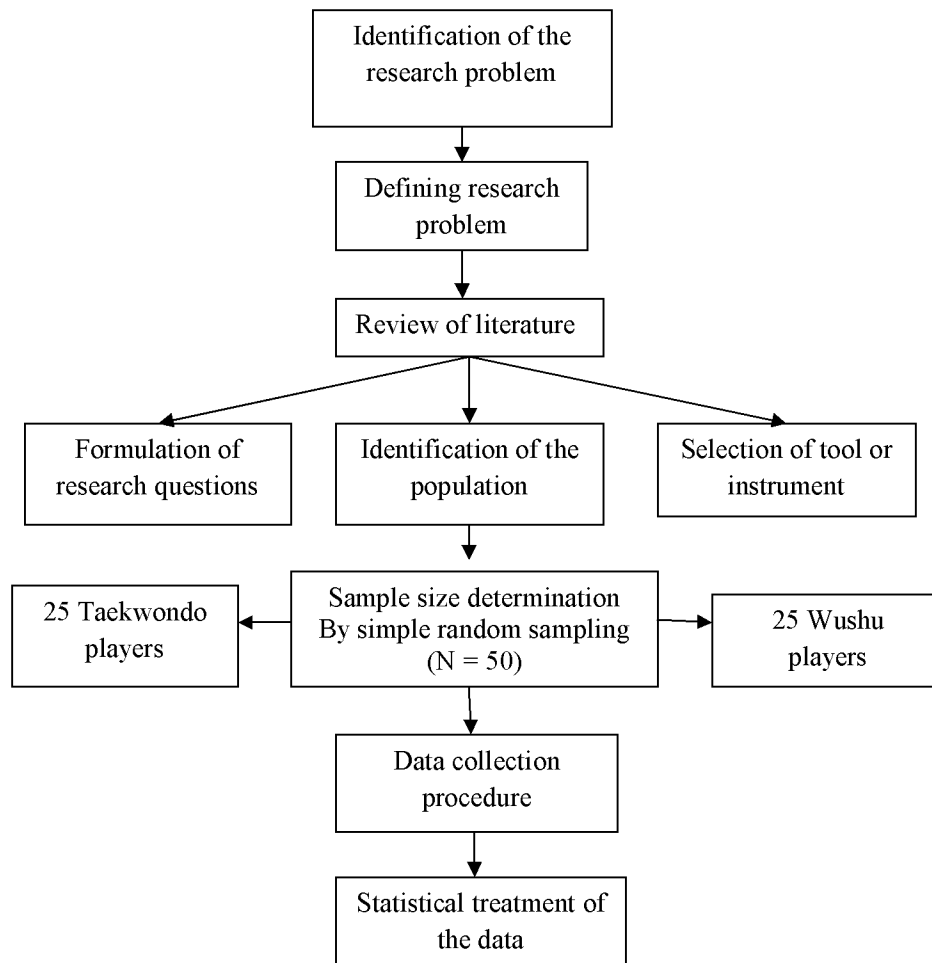 Identification of the
research problem
Defining research
problem
Review of literature
Formulation of
research questions
Identification of the
population
Selection of tool or
instrument
25 Taekwondo
players
Sample size determination
By simple random sampling
(N = 50)
25 Wushu
players
Data collection
procedure
Statistical treatment of
the data